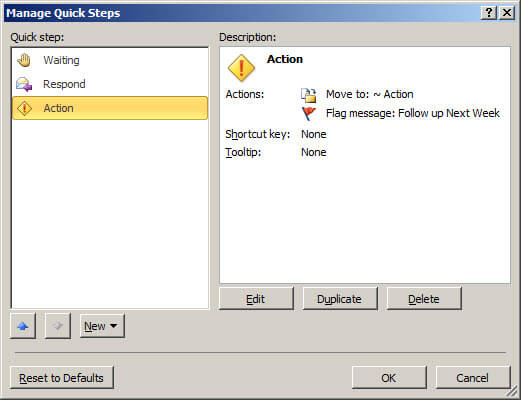 Manage Quick Steps
Quick step:
Waiting
Respond
Action
Description:
Action
Actions: Move to: ~ Action
Flag message: Follow up Next Week
Shortcut key: None
Tooltip: None
Edit Duplicate Delete
New
Reset to Defaults OK Cancel